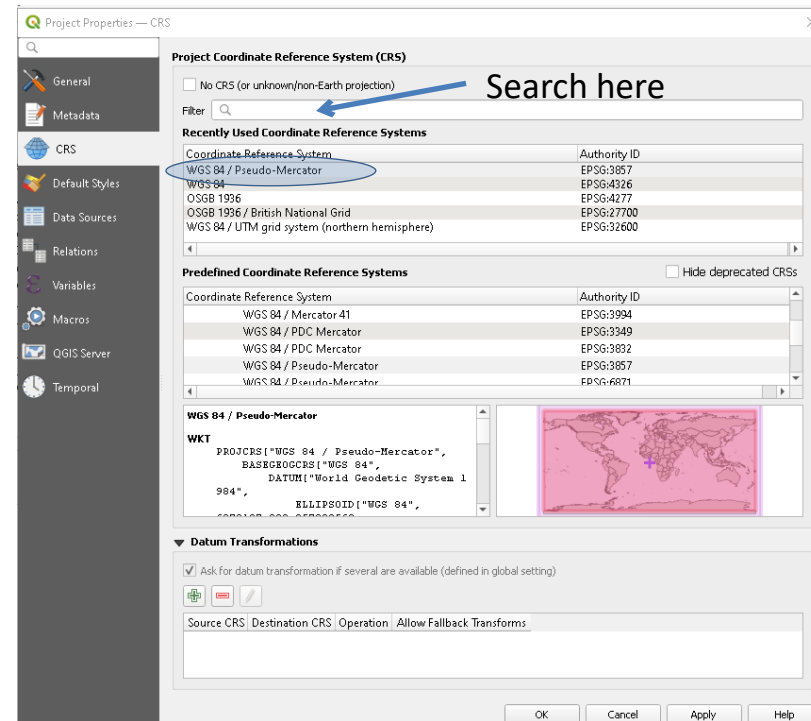 Project Properties — CRS
Project Coordinate Reference System (CRS)
General
No CRS (or unknown/non-Earth projection)
Search here
Metadata
Filter
CRS
Recently Used Coordinate Reference Systems
Coordinate Reference System Authority ID
WGS 84 / Pseudo-Mercator EPSG:3857
Default Styles
WGS 84 EPSG:4326
OSGB 1936 EPSG:4277
Data Sources
OSGB 1936 / British National Grid EPSG:27700
WGS 84 / UTM grid system (northern hemisphere) EPSG:32600
Relations
Predefined Coordinate Reference Systems Hide deprecated CRSs
Variables
Coordinate Reference System Authority ID
Macros
WGS 84 / Mercator 41 EPSG:3994
WGS 84 / PDC Mercator EPSG:3349
QGIS Server
WGS 84 / PDC Mercator EPSG:3832
WGS 84 / Pseudo-Mercator EPSG:3857
Temporal
WGS 84 / Pseudo-Mercator EPSG:6871
WGS 84 / Pseudo-Mercator
WKT
PROJCRS["WGS 84 / Pseudo-Mercator",
BASEGEOGCRS["WGS 84",
DATUM["World Geodetic System 1
984",
ELLIPSOID["WGS 84",
Datum Transformations
Ask for datum transformation if several are available (defined in global setting)
Source CRS Destination CRS Operation Allow Fallback Transforms
OK Cancel Apply Help